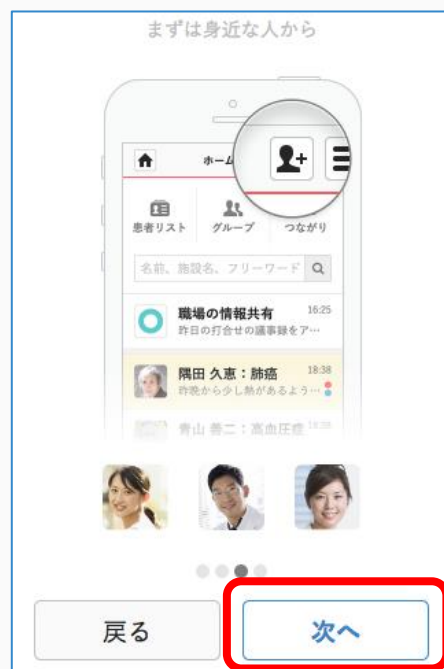 まずは身近な人から
ホーム
患者リスト グループ つながり
名前、施設名、フリーワード
職場の情報共有 16:25
昨日の打合せの議事録をア…
隅田 久恵：肺癌 18:38
昨晩から少し熱があるよう…
青山 善二：高血圧症 18:38
戻る 次へ